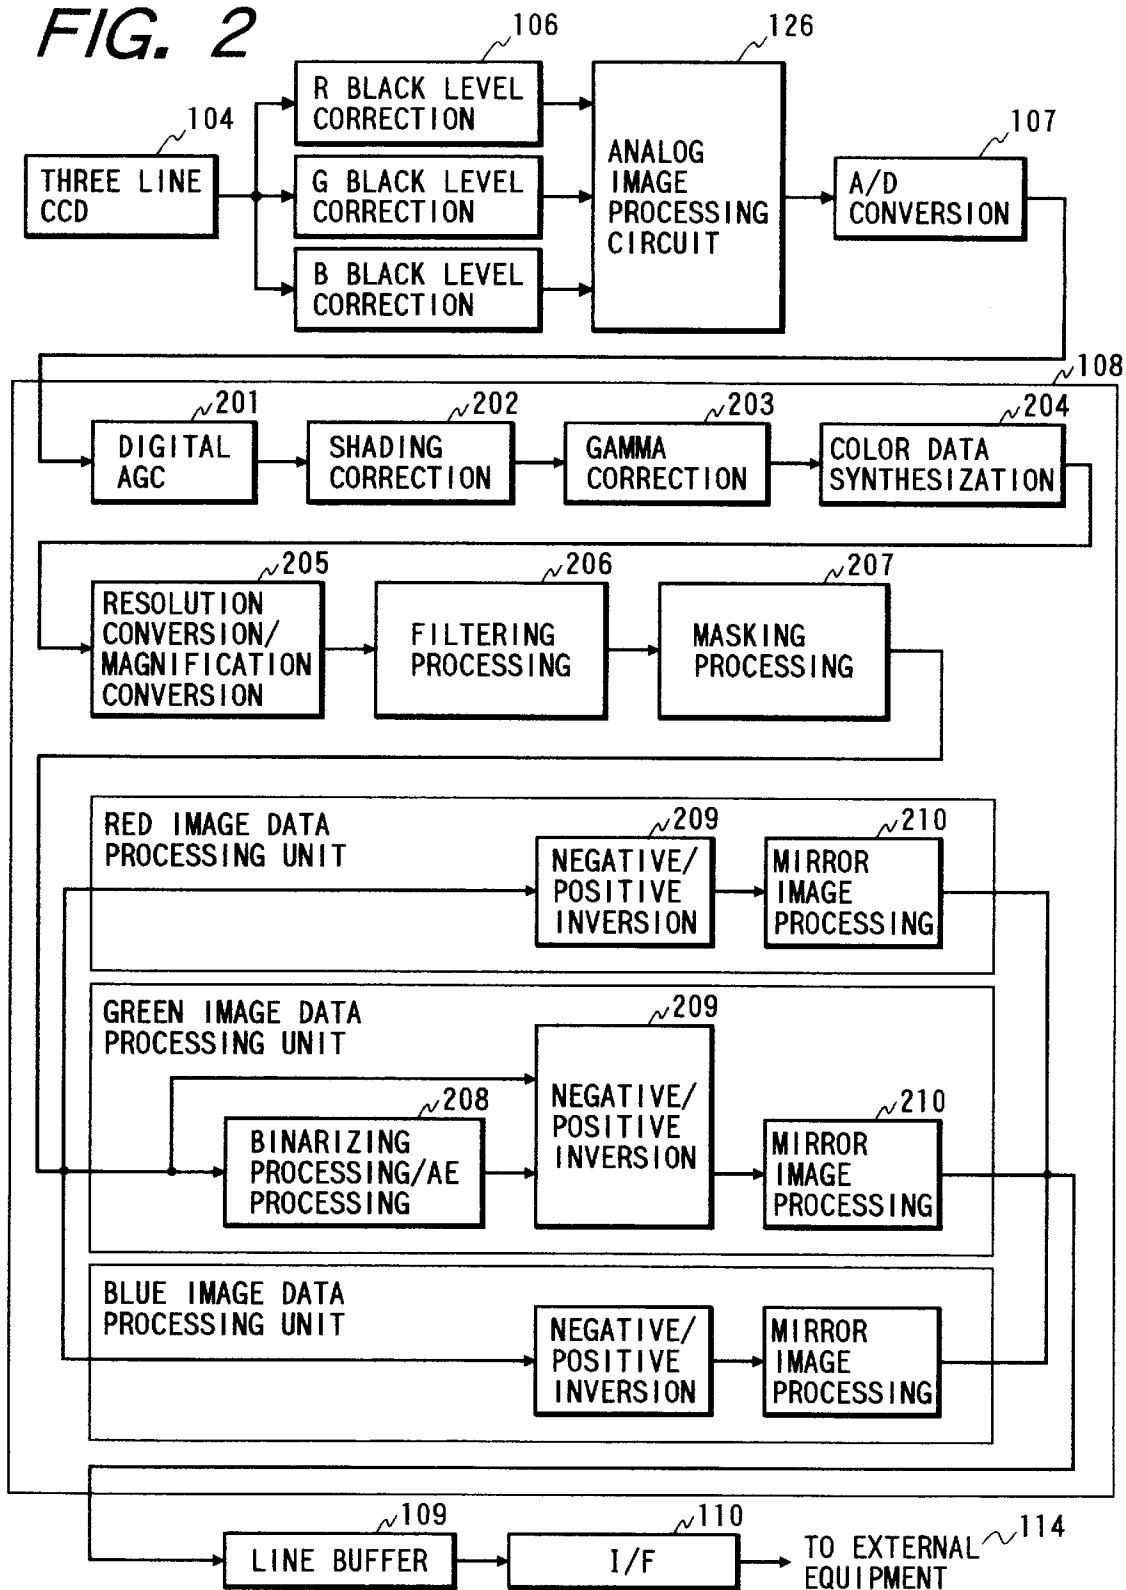 FIG. 2
106
126
R BLACK LEVEL
CORRECTION
104
107
THREE LINE
CCD
G BLACK LEVEL
CORRECTION
ANALOG
IMAGE
PROCESSING
CIRCUIT
A/D
CONVERSION
B BLACK LEVEL
CORRECTION
108
201
202
203
204
DIGITAL
AGC
SHADING
CORRECTION
GAMMA
CORRECTION
COLOR DATA
SYNTHESIZATION
205
206
207
RESOLUTION
CONVERSION/
MAGNIFICATION
CONVERSION
FILTERING
PROCESSING
MASKING
PROCESSING
RED IMAGE DATA
PROCESSING UNIT
209
210
NEGATIVE/
POSITIVE
INVERSION
MIRROR
IMAGE
PROCESSING
GREEN IMAGE DATA
PROCESSING UNIT
209
208
210
BINARIZING
PROCESSING/AE
PROCESSING
NEGATIVE/
POSITIVE
INVERSION
MIRROR
IMAGE
PROCESSING
BLUE IMAGE DATA
PROCESSING UNIT
NEGATIVE/
POSITIVE
INVERSION
MIRROR
IMAGE
PROCESSING
109
110
114
LINE BUFFER
I/F
TO EXTERNAL
EQUIPMENT